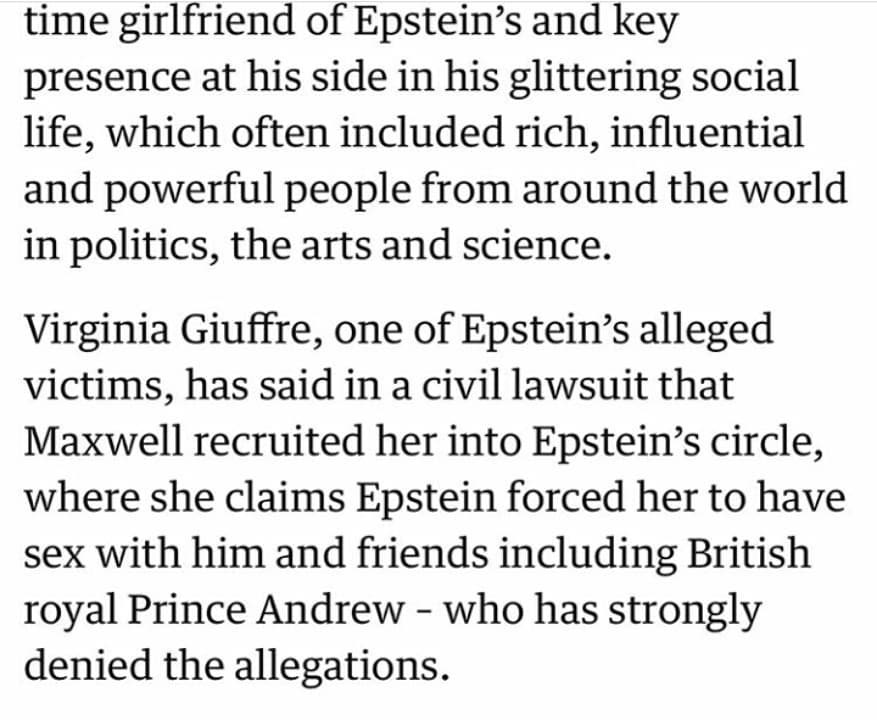 time girlfriend of Epstein’s and key
presence at his side in his glittering social
life, which often included rich, influential
and powerful people from around the world
in politics, the arts and science.
Virginia Giuffre, one of Epstein’s alleged
victims, has said in a civil lawsuit that
Maxwell recruited her into Epstein’s circle,
where she claims Epstein forced her to have
sex with him and friends including British
royal Prince Andrew – who has strongly
denied the allegations.